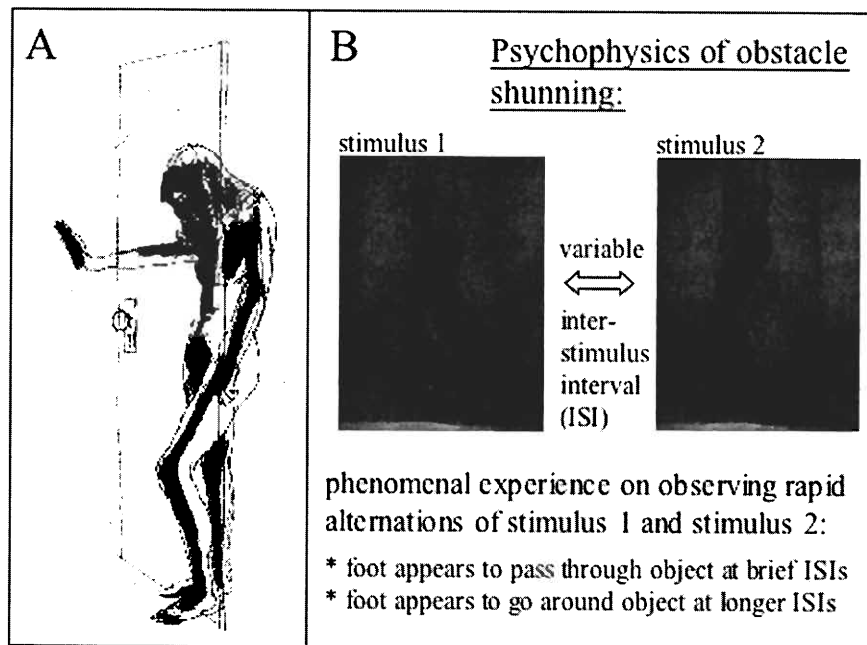 A
B
Psychophysics of obstacle
shunning:
stimulus 1
stimulus 2
variable
inter-
stimulus
interval
(ISI)
phenomenal experience on observing rapid
alternations of stimulus 1 and stimulus 2:
* foot appears to pass through object at brief ISIs
* foot appears to go around object at longer ISIs